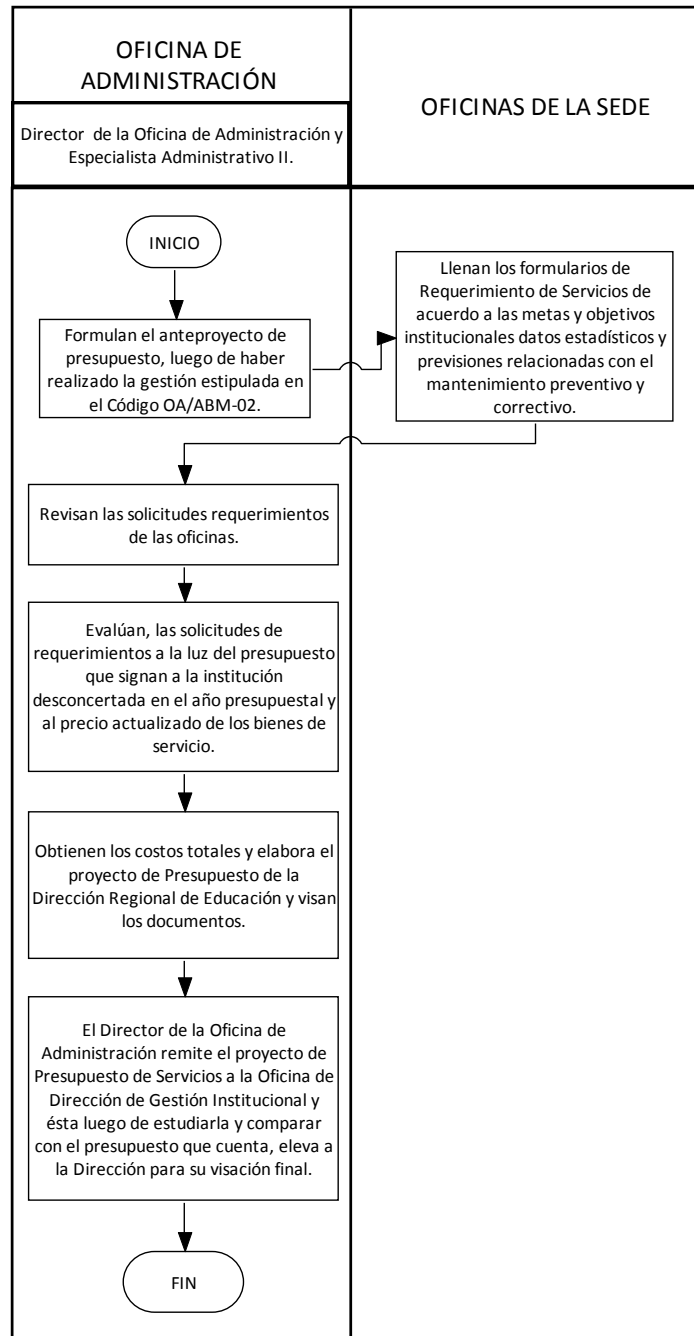 OFICINA DE
ADMINISTRACIÓN
OFICINAS DE LA SEDE
Director de la Oficina de Administración y
Especialista Administrativo II.
INICIO
Formulan el anteproyecto de
presupuesto, luego de haber
realizado la gestión estipulada en
el Código OA/ABM-02.
Llenan los formularios de
Requerimiento de Servicios de
acuerdo a las metas y objetivos
institucionales datos estadísticos y
previsiones relacionadas con el
mantenimiento preventivo y
correctivo.
Revisan las solicitudes requerimientos
de las oficinas.
Evalúan, las solicitudes de
requerimientos a la luz del presupuesto
que signan a la institución
desconcertada en el año presupuestal y
al precio actualizado de los bienes de
servicio.
Obtienen los costos totales y elabora el
proyecto de Presupuesto de la
Dirección Regional de Educación y visan
los documentos.
El Director de la Oficina de
Administración remite el proyecto de
Presupuesto de Servicios a la Oficina de
Dirección de Gestión Institucional y
ésta luego de estudiarla y comparar
con el presupuesto que cuenta, eleva a
la Dirección para su visación final.
FIN